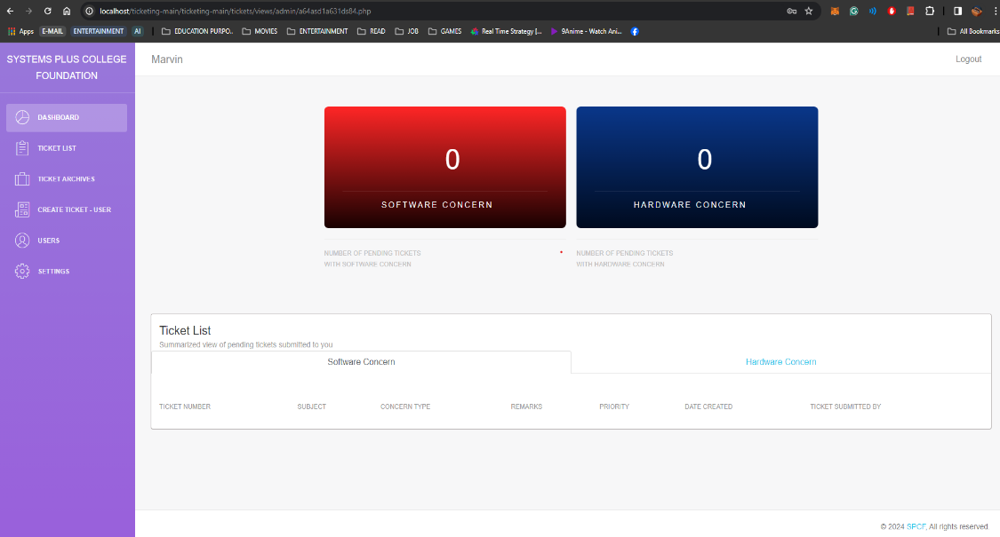 localhost/ticketing-main/ticketing-main/tickets/views/admin/a64asd1a631ds84.php
Apps E-MAIL ENTERTAINMENT AI EDUCATION PURPO.. MOVIES ENTERTAINMENT READ JOB GAMES Real Time Strategy [... 9Anime - Watch Ani... All Bookmarks
SYSTEMS PLUS COLLEGE
FOUNDATION
Marvin
Logout
DASHBOARD
TICKET LIST
TICKET ARCHIVES
CREATE TICKET - USER
USERS
SETTINGS
0
SOFTWARE CONCERN
NUMBER OF PENDING TICKETS
WITH SOFTWARE CONCERN
0
HARDWARE CONCERN
NUMBER OF PENDING TICKETS
WITH HARDWARE CONCERN
Ticket List
Summarized view of pending tickets submitted to you
Software Concern Hardware Concern
TICKET NUMBER SUBJECT CONCERN TYPE REMARKS PRIORITY DATE CREATED TICKET SUBMITTED BY
© 2024 SPCF, All rights reserved.